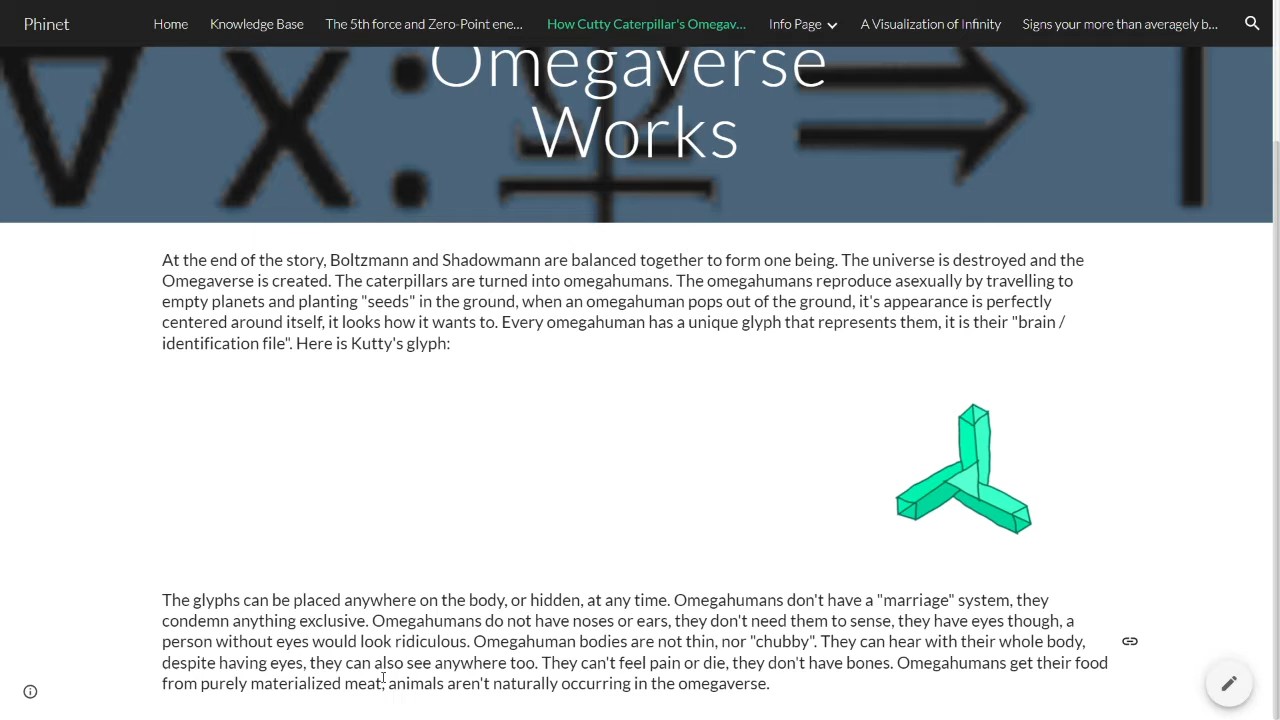 Phinet
Home
Knowledge Base
The 5th force and Zero-Point ene...
How Cutty Caterpillar's Omegav...
Info Page
A Visualization of Infinity
Signs your more than averagely b...
Omegaverse
Works
∀x:⇒
At the end of the story, Boltzmann and Shadowmann are balanced together to form one being. The universe is destroyed and the
Omegaverse is created. The caterpillars are turned into omegahumans. The omegahumans reproduce asexually by travelling to
empty planets and planting "seeds" in the ground, when an omegahuman pops out of the ground, it's appearance is perfectly
centered around itself, it looks how it wants to. Every omegahuman has a unique glyph that represents them, it is their "brain /
identification file". Here is Kutty's glyph:
The glyphs can be placed anywhere on the body, or hidden, at any time. Omegahumans don't have a "marriage" system, they
condemn anything exclusive. Omegahumans do not have noses or ears, they don't need them to sense, they have eyes though, a
person without eyes would look ridiculous. Omegahuman bodies are not thin, nor "chubby". They can hear with their whole body,
despite having eyes, they can also see anywhere too. They can't feel pain or die, they don't have bones. Omegahumans get their food
from purely materialized meat, animals aren't naturally occurring in the omegaverse.